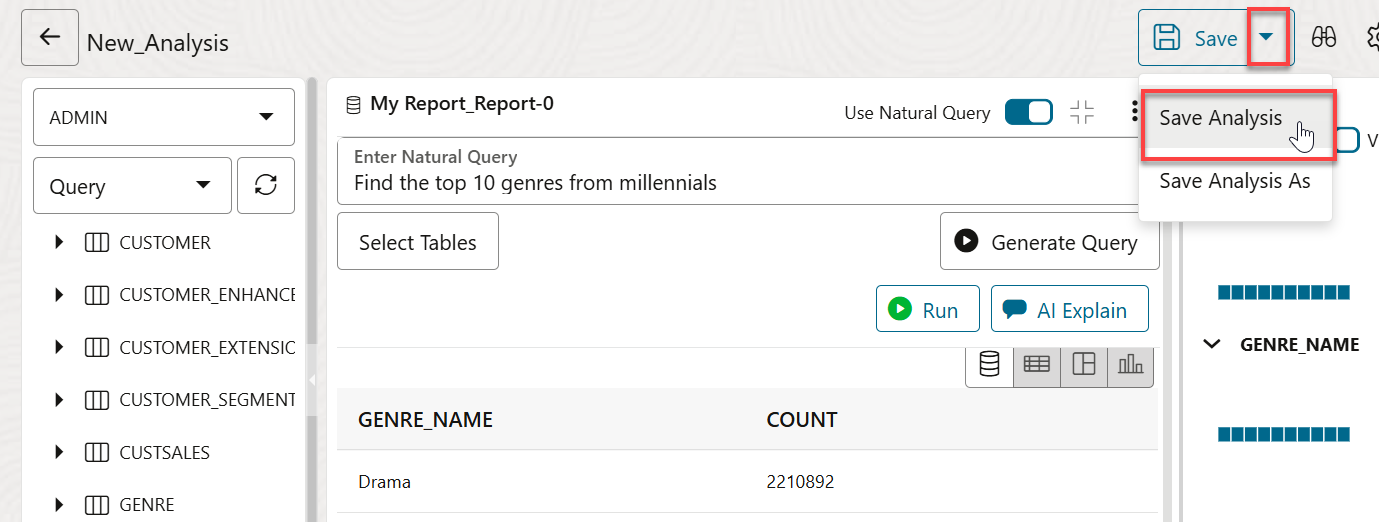 New_Analysis
Save
ADMIN
Query
CUSTOMER
CUSTOMER_ENHANCE
CUSTOMER_EXTENSIO
CUSTOMER_SEGMENT
CUSTSALES
GENRE
My Report_Report-0
Use Natural Query
Enter Natural Query
Find the top 10 genres from millennials
Select Tables
Generate Query
Run
AI Explain
GENRE_NAME COUNT
Drama 2210892
Save Analysis
Save Analysis As
V
GENRE_NAME